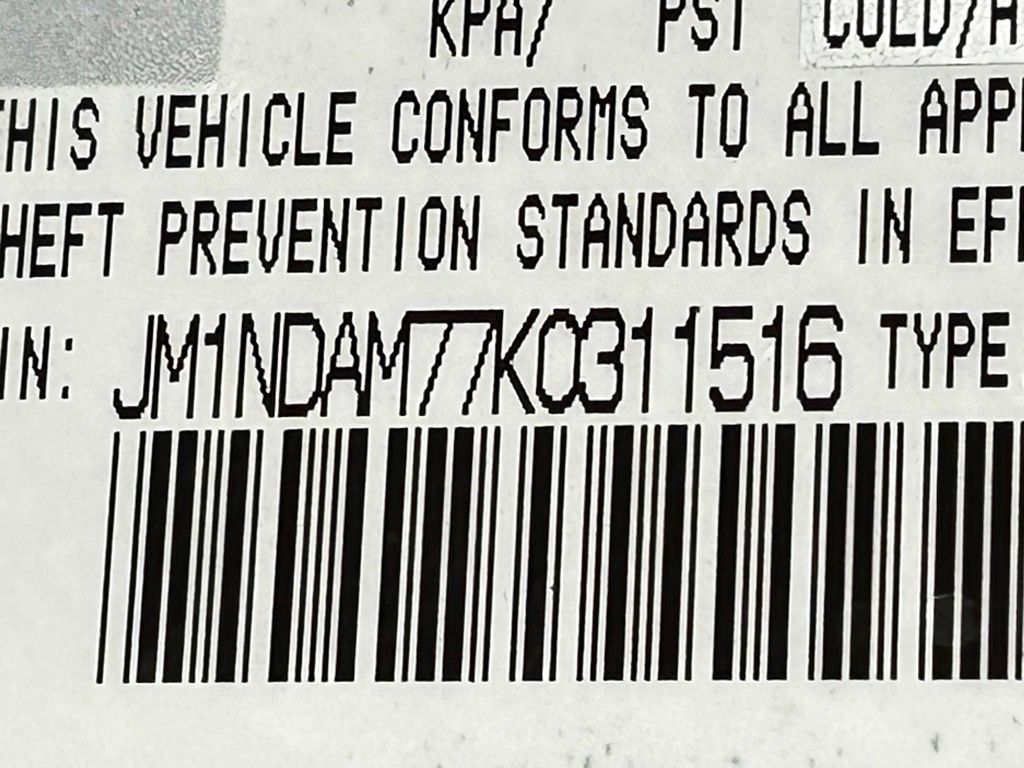 KPA/ PSI COLD/
THIS VEHICLE CONFORMS TO ALL APP
HEFT PREVENTION STANDARDS IN EF
IN: JM1NDAM77K0311516 TYPE